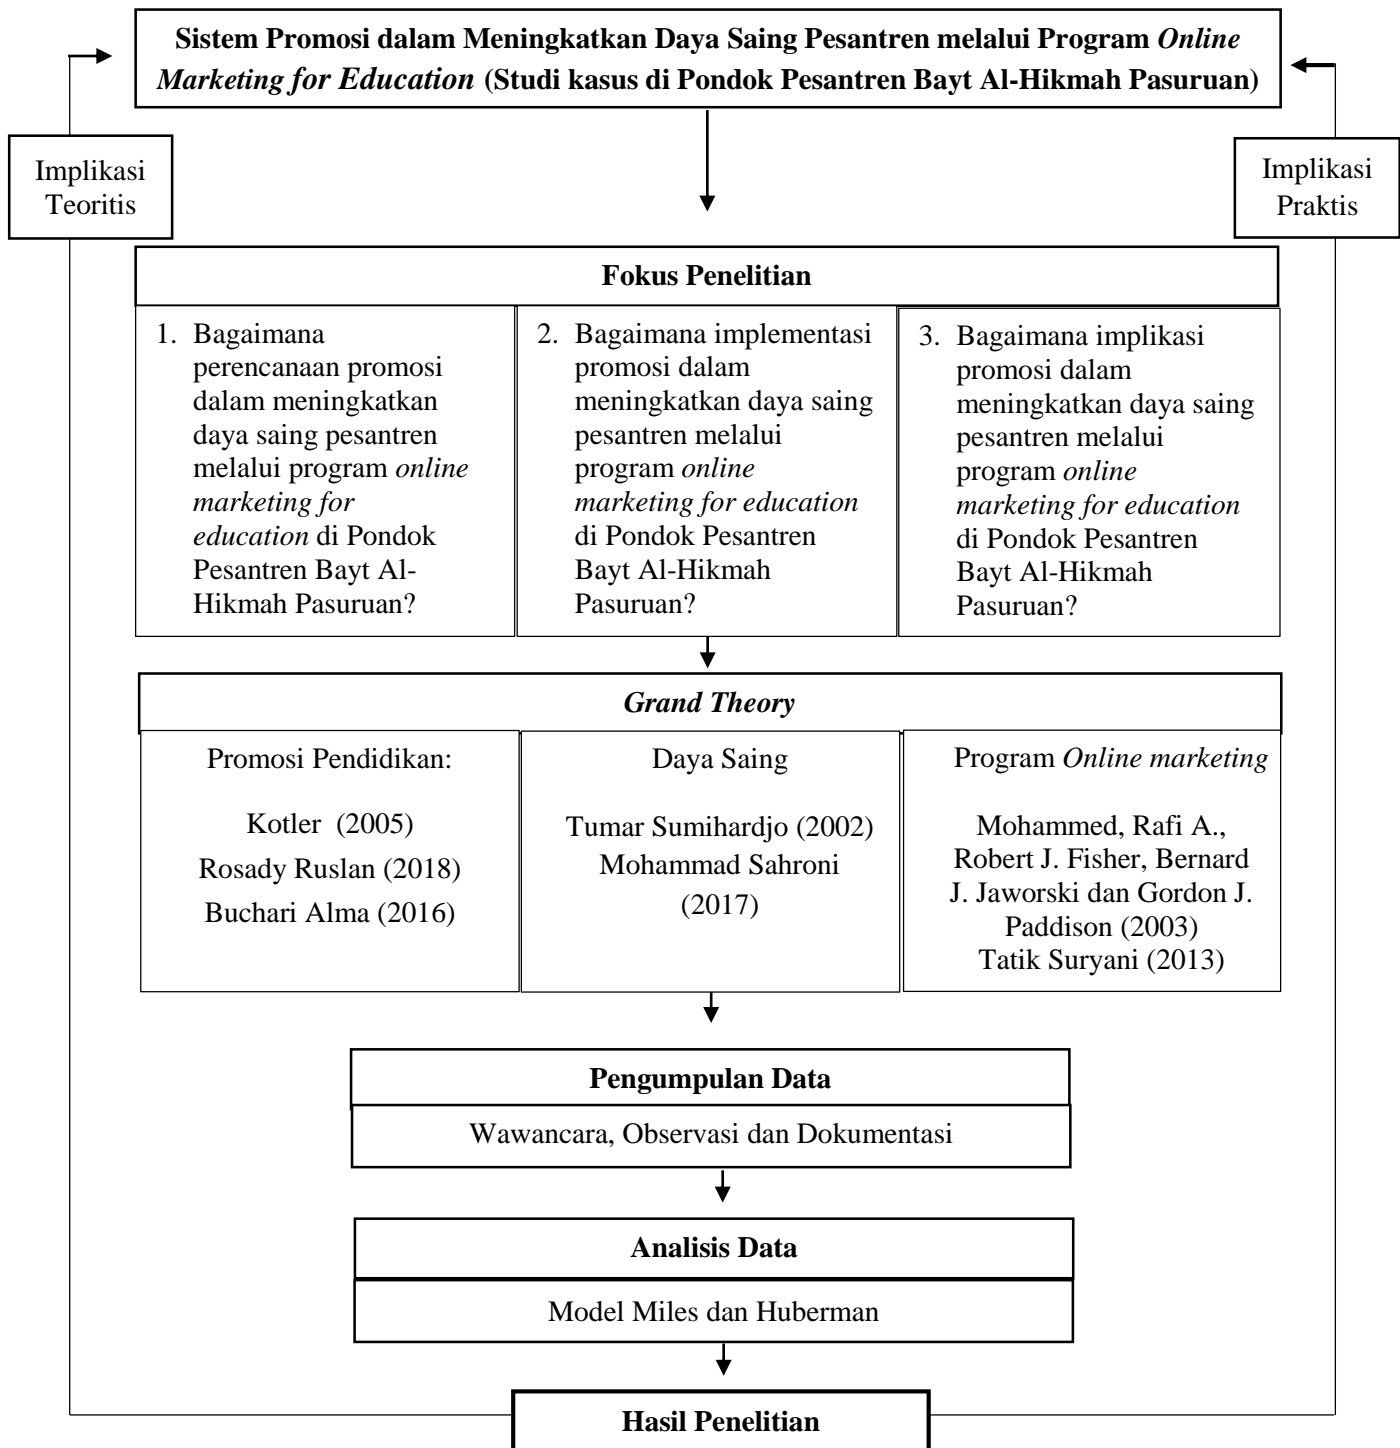 Sistem Promosi dalam Meningkatkan Daya Saing Pesantren melalui Program Online
Marketing for Education (Studi kasus di Pondok Pesantren Bayt Al-Hikmah Pasuruan)
Implikasi
Teoritis
Implikasi
Praktis
Fokus Penelitian
1. Bagaimana
perencanaan promosi
dalam meningkatkan
daya saing pesantren
melalui program online
marketing for
education di Pondok
Pesantren Bayt Al-
Hikmah Pasuruan?
2. Bagaimana implementasi
promosi dalam
meningkatkan daya saing
pesantren melalui
program online
marketing for education
di Pondok Pesantren
Bayt Al-Hikmah
Pasuruan?
3. Bagaimana implikasi
promosi dalam
meningkatkan daya saing
pesantren melalui
program online
marketing for education
di Pondok Pesantren
Bayt Al-Hikmah
Pasuruan?
Grand Theory
Promosi Pendidikan:
Kotler (2005)
Rosady Ruslan (2018)
Buchari Alma (2016)
Daya Saing
Tumar Sumihardjo (2002)
Mohammad Sahroni
(2017)
Program Online marketing
Mohammed, Rafi A.,
Robert J. Fisher, Bernard
J. Jaworski dan Gordon J.
Paddison (2003)
Tatik Suryani (2013)
Pengumpulan Data
Wawancara, Observasi dan Dokumentasi
Analisis Data
Model Miles dan Huberman
Hasil Penelitian